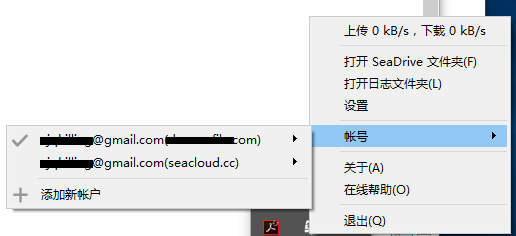 上传 0 kB/s，下载 0 kB/s
打开 SeaDrive 文件夹(F)
打开日志文件夹(L)
设置
帐号
@gmail.com(.com)
@gmail.com(seacloud.cc)
添加新帐户
关于(A)
在线帮助(O)
退出(Q)